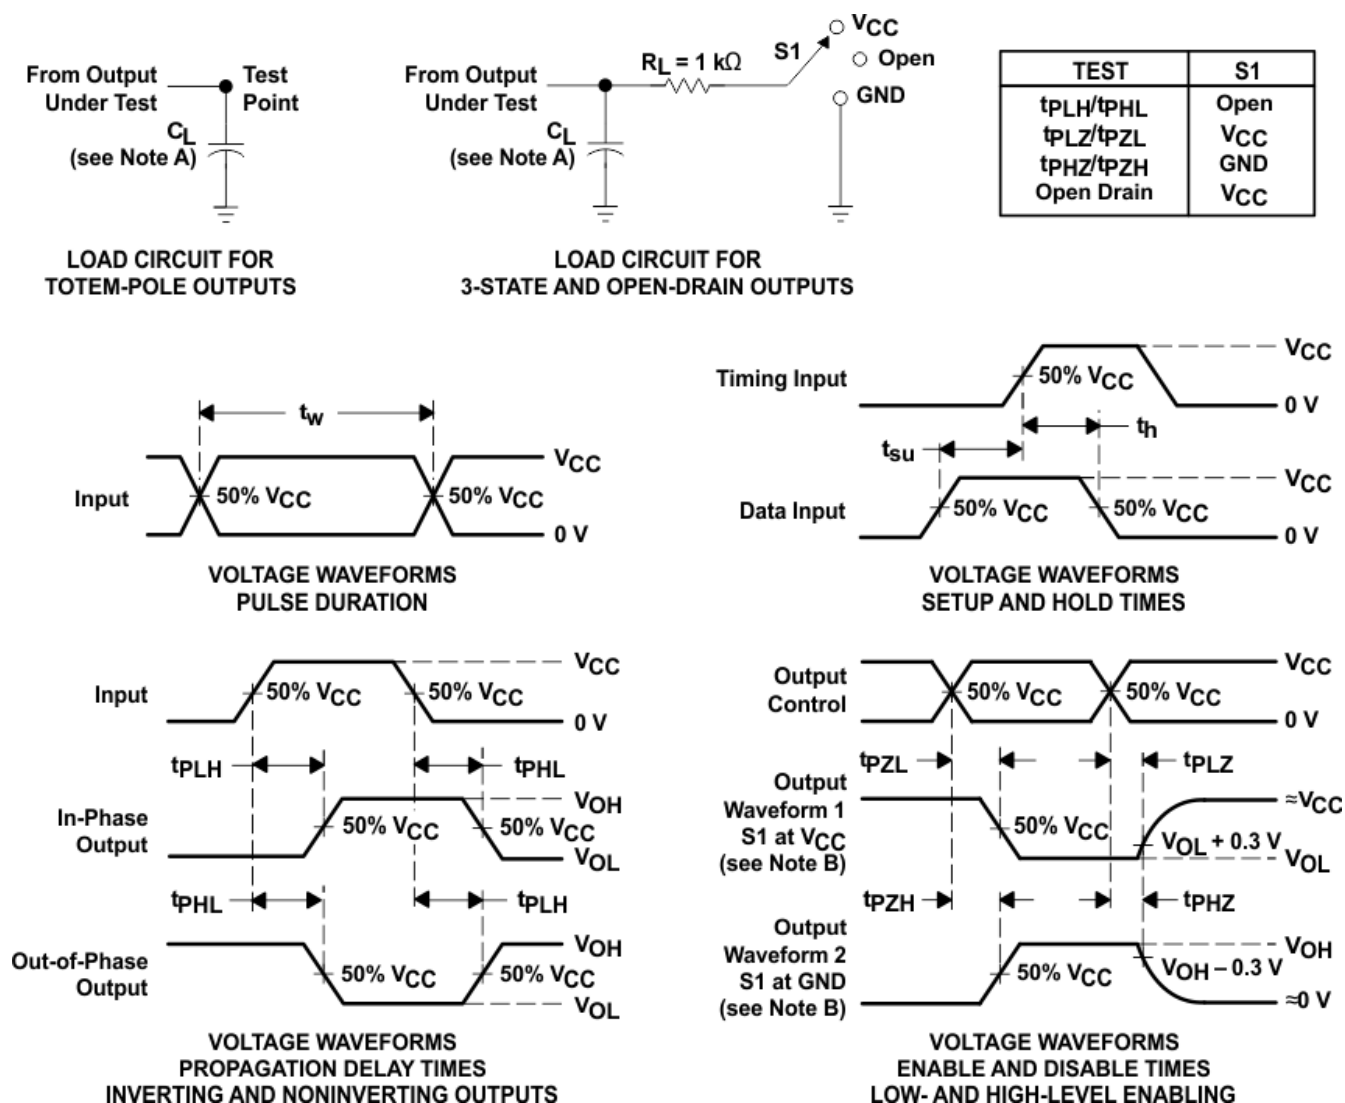 From Output
Under Test
Test
Point
CL
(see Note A)
LOAD CIRCUIT FOR
TOTEM-POLE OUTPUTS
From Output
Under Test
RL = 1 kΩ
S1
VCC
Open
GND
CL
(see Note A)
LOAD CIRCUIT FOR
3-STATE AND OPEN-DRAIN OUTPUTS
TEST S1
tPLH/tPHL Open
tPLZ/tPZL VCC
tPHZ/tPZH GND
Open Drain VCC
tw
Input
VCC
50% VCC
50% VCC
0 V
VOLTAGE WAVEFORMS
PULSE DURATION
Timing Input
VCC
50% VCC
0 V
th
tsu
Data Input
VCC
50% VCC
50% VCC
0 V
VOLTAGE WAVEFORMS
SETUP AND HOLD TIMES
Input
VCC
50% VCC
50% VCC
0 V
tPLH
tPHL
In-Phase
Output
VOH
50% VCC
50% VCC
VOL
tPHL
tPLH
Out-of-Phase
Output
VOH
50% VCC
50% VCC
VOL
VOLTAGE WAVEFORMS
PROPAGATION DELAY TIMES
INVERTING AND NONINVERTING OUTPUTS
Output
Control
VCC
50% VCC
50% VCC
0 V
tPZL
tPLZ
Output
Waveform 1
S1 at VCC
(see Note B)
≈VCC
50% VCC
VOL + 0.3 V
VOL
tPZH
tPHZ
Output
Waveform 2
S1 at GND
(see Note B)
VOH
50% VCC
VOH – 0.3 V
≈0 V
VOLTAGE WAVEFORMS
ENABLE AND DISABLE TIMES
LOW- AND HIGH-LEVEL ENABLING